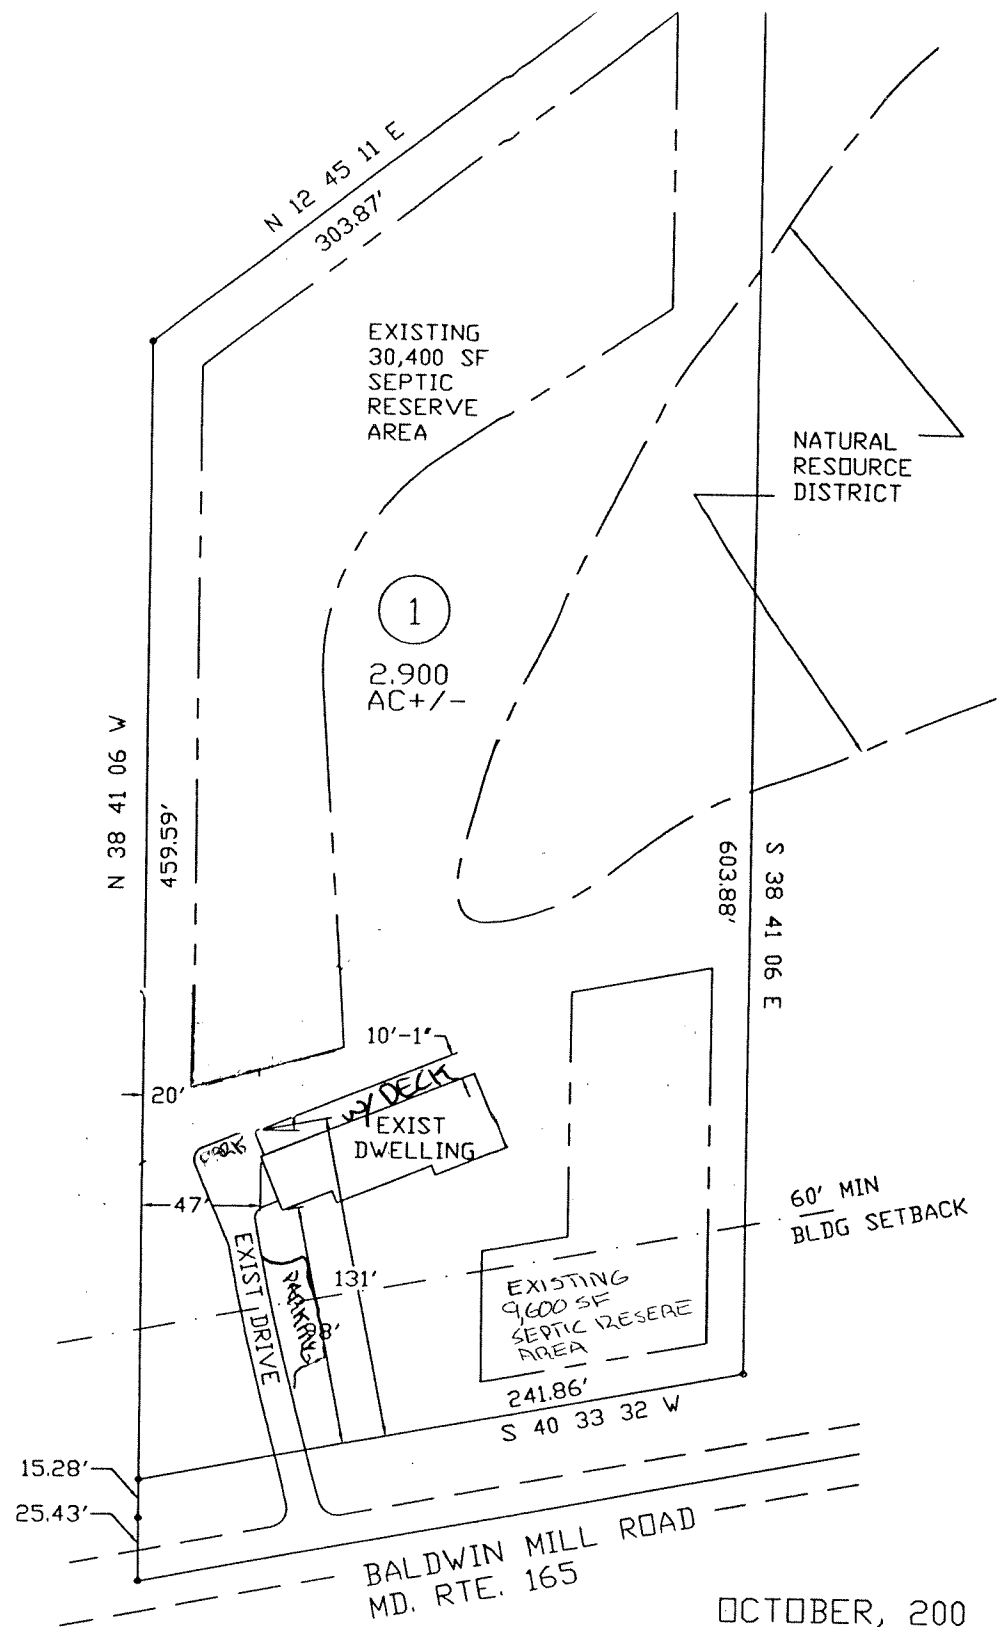 N 12 45 11 E
303.87'
EXISTING
30,400 SF
SEPTIC
RESERVE
AREA
NATURAL
RESOURCE
DISTRICT
1
2.900
AC+/-
N 38 41 06 W
459.59'
603.88'
S 38 41 06 E
10'-1"
20'
W/ DECK
EXIST
DWELLING
47'
60' MIN
BLDG SETBACK
EXIST DRIVE
PARKING
131'
EXISTING
9,600 SF
SEPTIC RESERE
AREA
241.86'
S 40 33 32 W
15.28'
25.43'
BALDWIN MILL ROAD
MD. RTE. 165
OCTOBER, 200